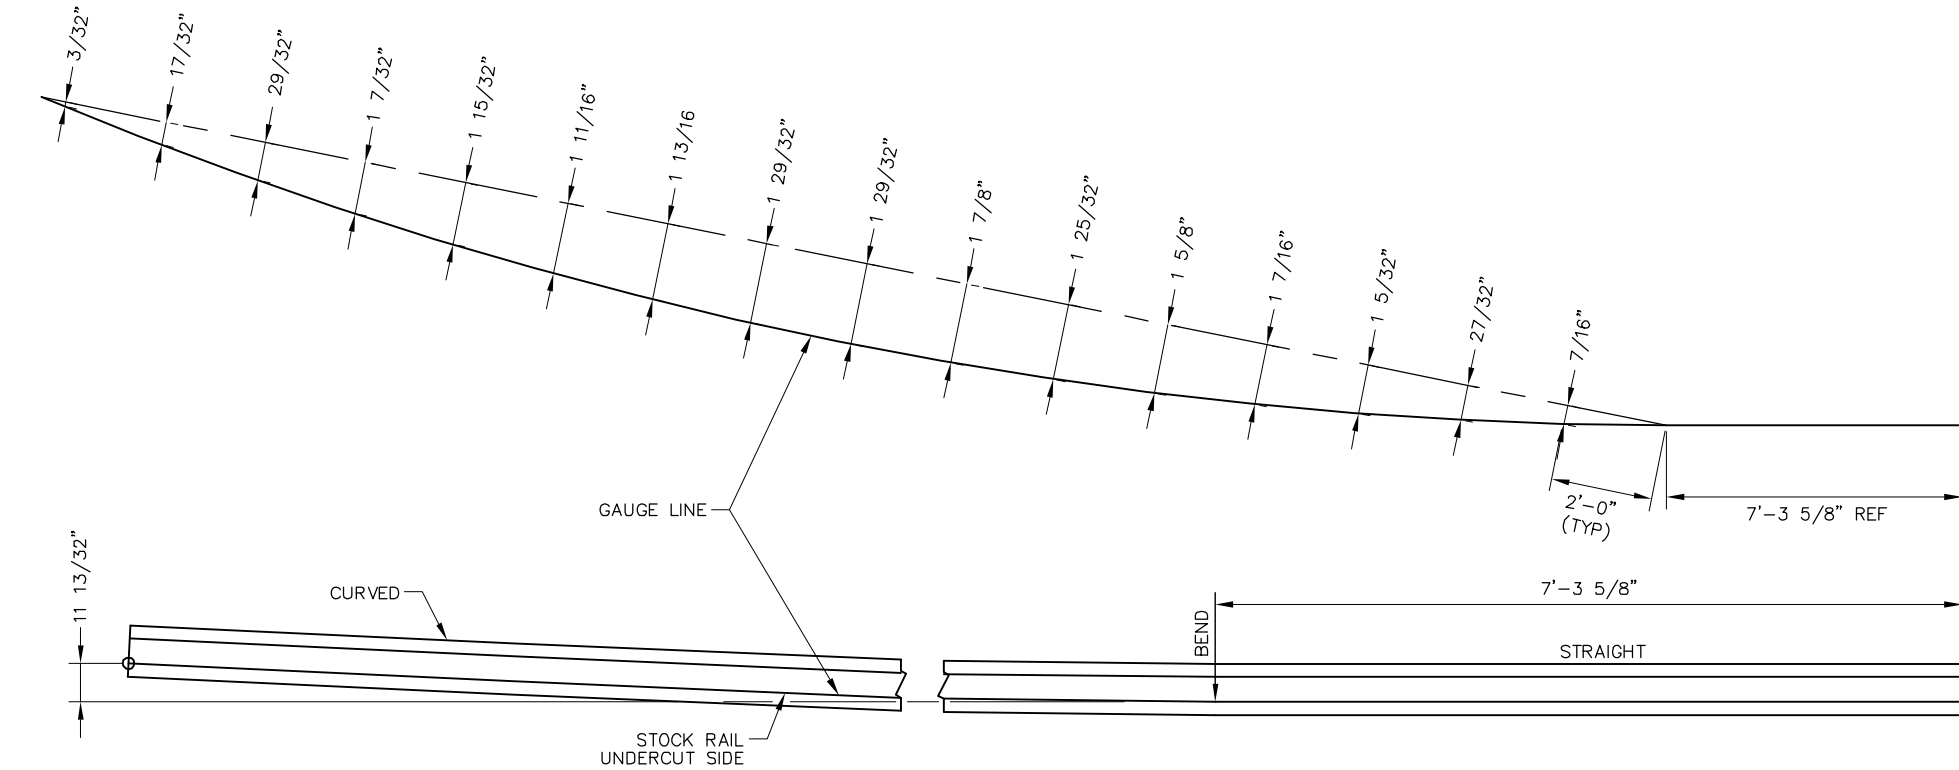 3/32"
17/32"
29/32"
1 7/32"
1 15/32"
1 11/16"
1 13/16
1 29/32"
1 29/32"
1 7/8"
1 25/32"
1 5/8"
1 7/16"
1 5/32"
27/32"
7/16"
2'-0"
(TYP)
7'-3 5/8" REF
GAUGE LINE
11 13/32"
CURVED
7'-3 5/8"
BEND
STRAIGHT
STOCK RAIL
UNDERCUT SIDE